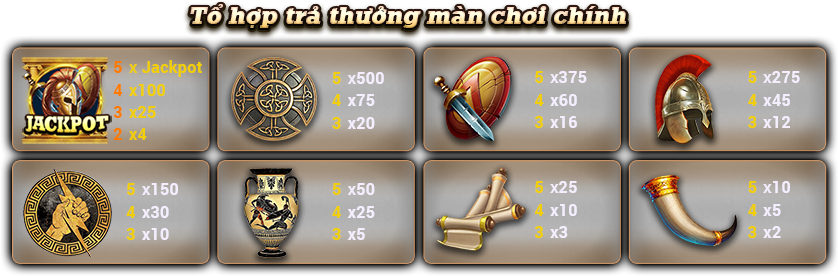 Tổ hợp trả thưởng màn chơi chính
JACKPOT
5 x Jackpot
4 x100
3 x25
2 x4
5 x500
4 x75
3 x20
5 x375
4 x60
3 x16
5 x275
4 x45
3 x12
5 x150
4 x30
3 x10
5 x50
4 x25
3 x5
5 x25
4 x10
3 x3
5 x10
4 x5
3 x2